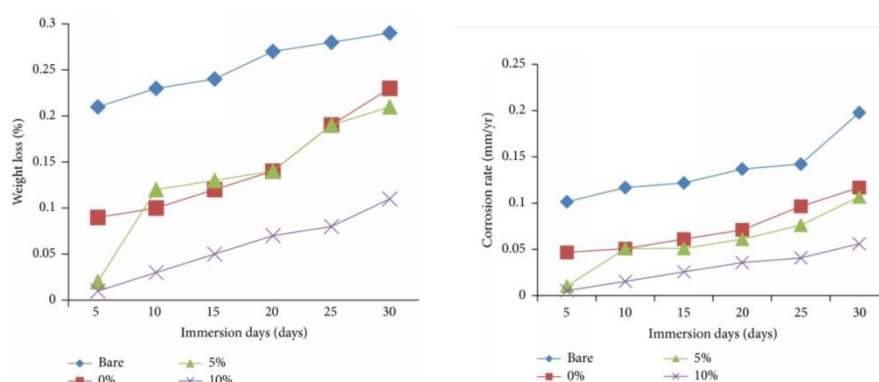 Weight loss (%)
0.3
0.25
0.2
0.15
0.1
0.05
0
5 10 15 20 25 30
Immersion days (days)
Bare 5%
0% 10%
Corrosion rate (mm/yr)
0.25
0.2
0.15
0.1
0.05
0
5 10 15 20 25 30
Immersion days (days)
Bare 5%
0% 10%